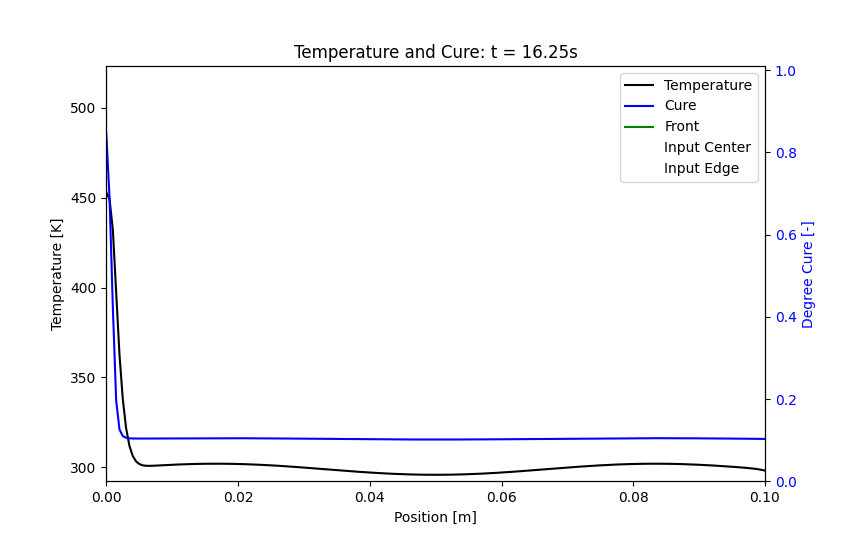 Temperature and Cure: t = 16.25s
Temperature [K]
500
450
400
350
300
Temperature
Cure
Front
Input Center
Input Edge
1.0
0.8
0.6
0.4
0.2
0.0
Degree Cure [-]
0.00
0.02
0.04
0.06
0.08
0.10
Position [m]